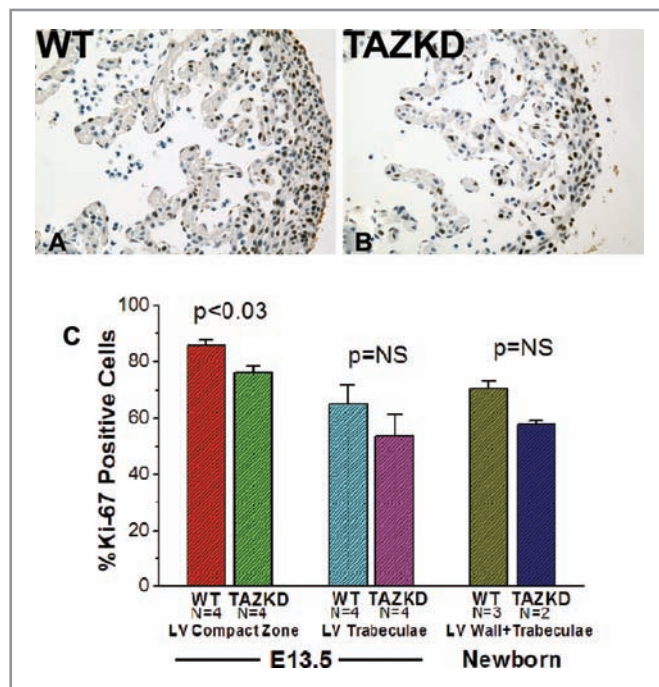 WT TAZKD
A B
C
p<0.03
p=NS
p=NS
%Ki-67 Positive Cells
100
80
60
40
20
0
WT TAZKD WT TAZKD WT TAZKD
N=4 N=4 N=4 N=4 N=3 N=2
LV Compact Zone LV Trabeculae LV Wall+Trabeculae
E13.5 Newborn